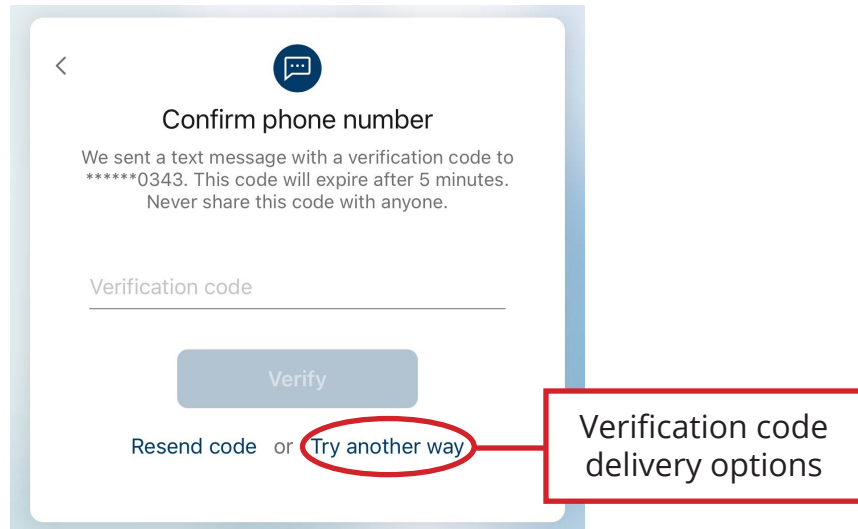 Confirm phone number
We sent a text message with a verification code to
******0343. This code will expire after 5 minutes.
Never share this code with anyone.
Verification code
Verify
Resend code or Try another way
Verification code
delivery options